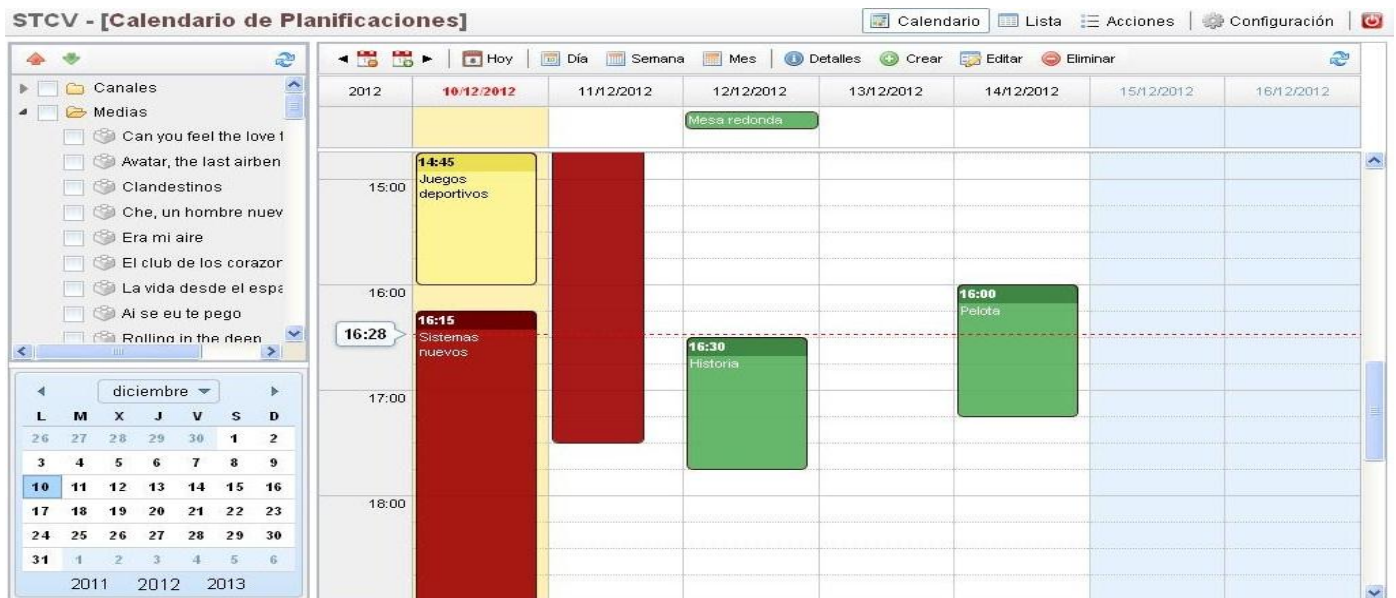 STCV - [Calendario de Planificaciones]
Calendario Lista Acciones Configuración
Canales
Medias
Can you feel the love
Avatar, the last airben
Clandestinos
Che, un hombre nuev
Era mi aire
El club de los corazor
La vida desde el espa
Ai se eu te pego
Rolling in the deep
diciembre
L M X J V S D
26 27 28 29 30 1 2
3 4 5 6 7 8 9
10 11 12 13 14 15 16
17 18 19 20 21 22 23
24 25 26 27 28 29 30
31 1 2 3 4 5 6
2011 2012 2013
Hoy Día Semana Mes Detalles Crear Editar Eliminar
2012 10/12/2012 11/12/2012 12/12/2012 13/12/2012 14/12/2012 15/12/2012 16/12/2012
Mesa redonda
14:45
Juegos
deportivos
15:00
16:00
16:00
Pelota
16:15
Sistemas
nuevos
16:28
16:30
Historia
17:00
18:00